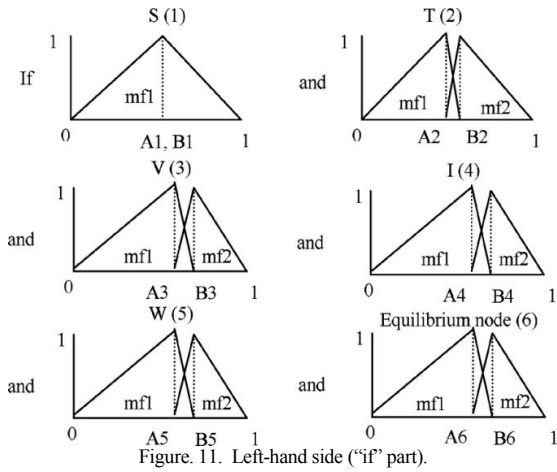 S (1)
1
If
mf1
0
A1, B1
1
T (2)
1
and
mf1
mf2
0
A2
B2
1
V (3)
1
and
mf1
mf2
0
A3
B3
1
I (4)
1
and
mf1
mf2
0
A4
B4
1
W (5)
1
and
mf1
mf2
0
A5
B5
1
Equilibrium node (6)
1
and
mf1
mf2
0
A6
B6
1
Figure. 11. Left-hand side (“if” part).